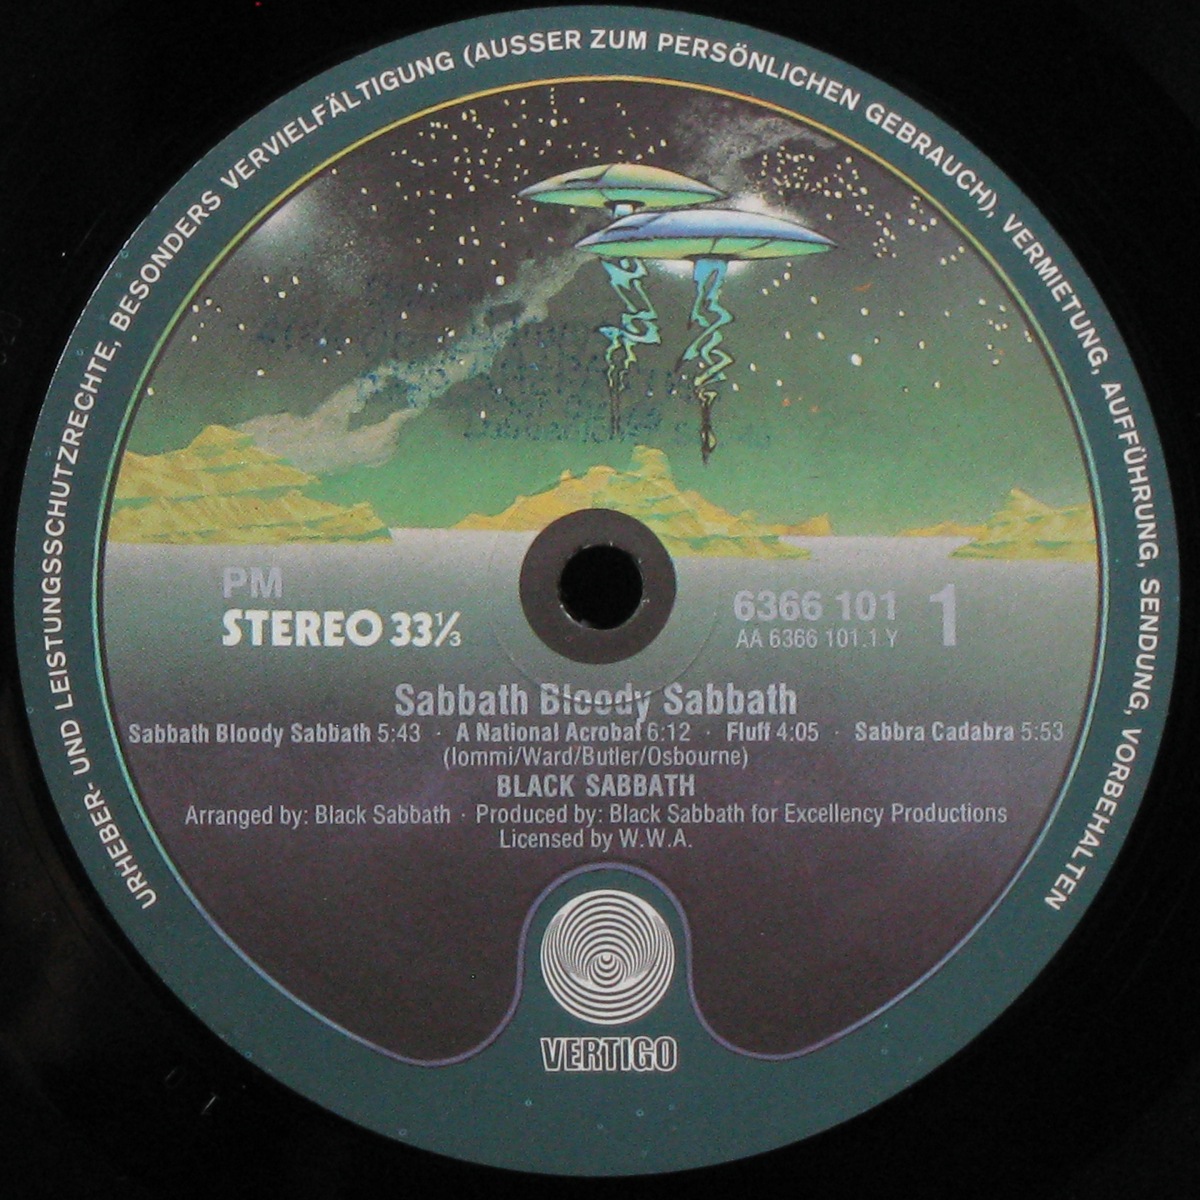 URHEBER- UND LEISTUNGSSCHUTZRECHTE, BESONDERS VERVIELFÄLTIGUNG (AUSSER ZUM PERSÖNLICHEN GEBRAUCH), VERMIETUNG, AUFFÜHRUNG, SENDUNG, VORBEHALTEN
PM
STEREO 33⅓
6366 101 1
AA 6366 101.1 Y
Sabbath Bloody Sabbath
Sabbath Bloody Sabbath 5:43 · A National Acrobat 6:12 · Fluff 4:05 · Sabbra Cadabra 5:53
(Iommi/Ward/Butler/Osbourne)
BLACK SABBATH
Arranged by: Black Sabbath · Produced by: Black Sabbath for Excellency Productions
Licensed by W.W.A.
VERTIGO